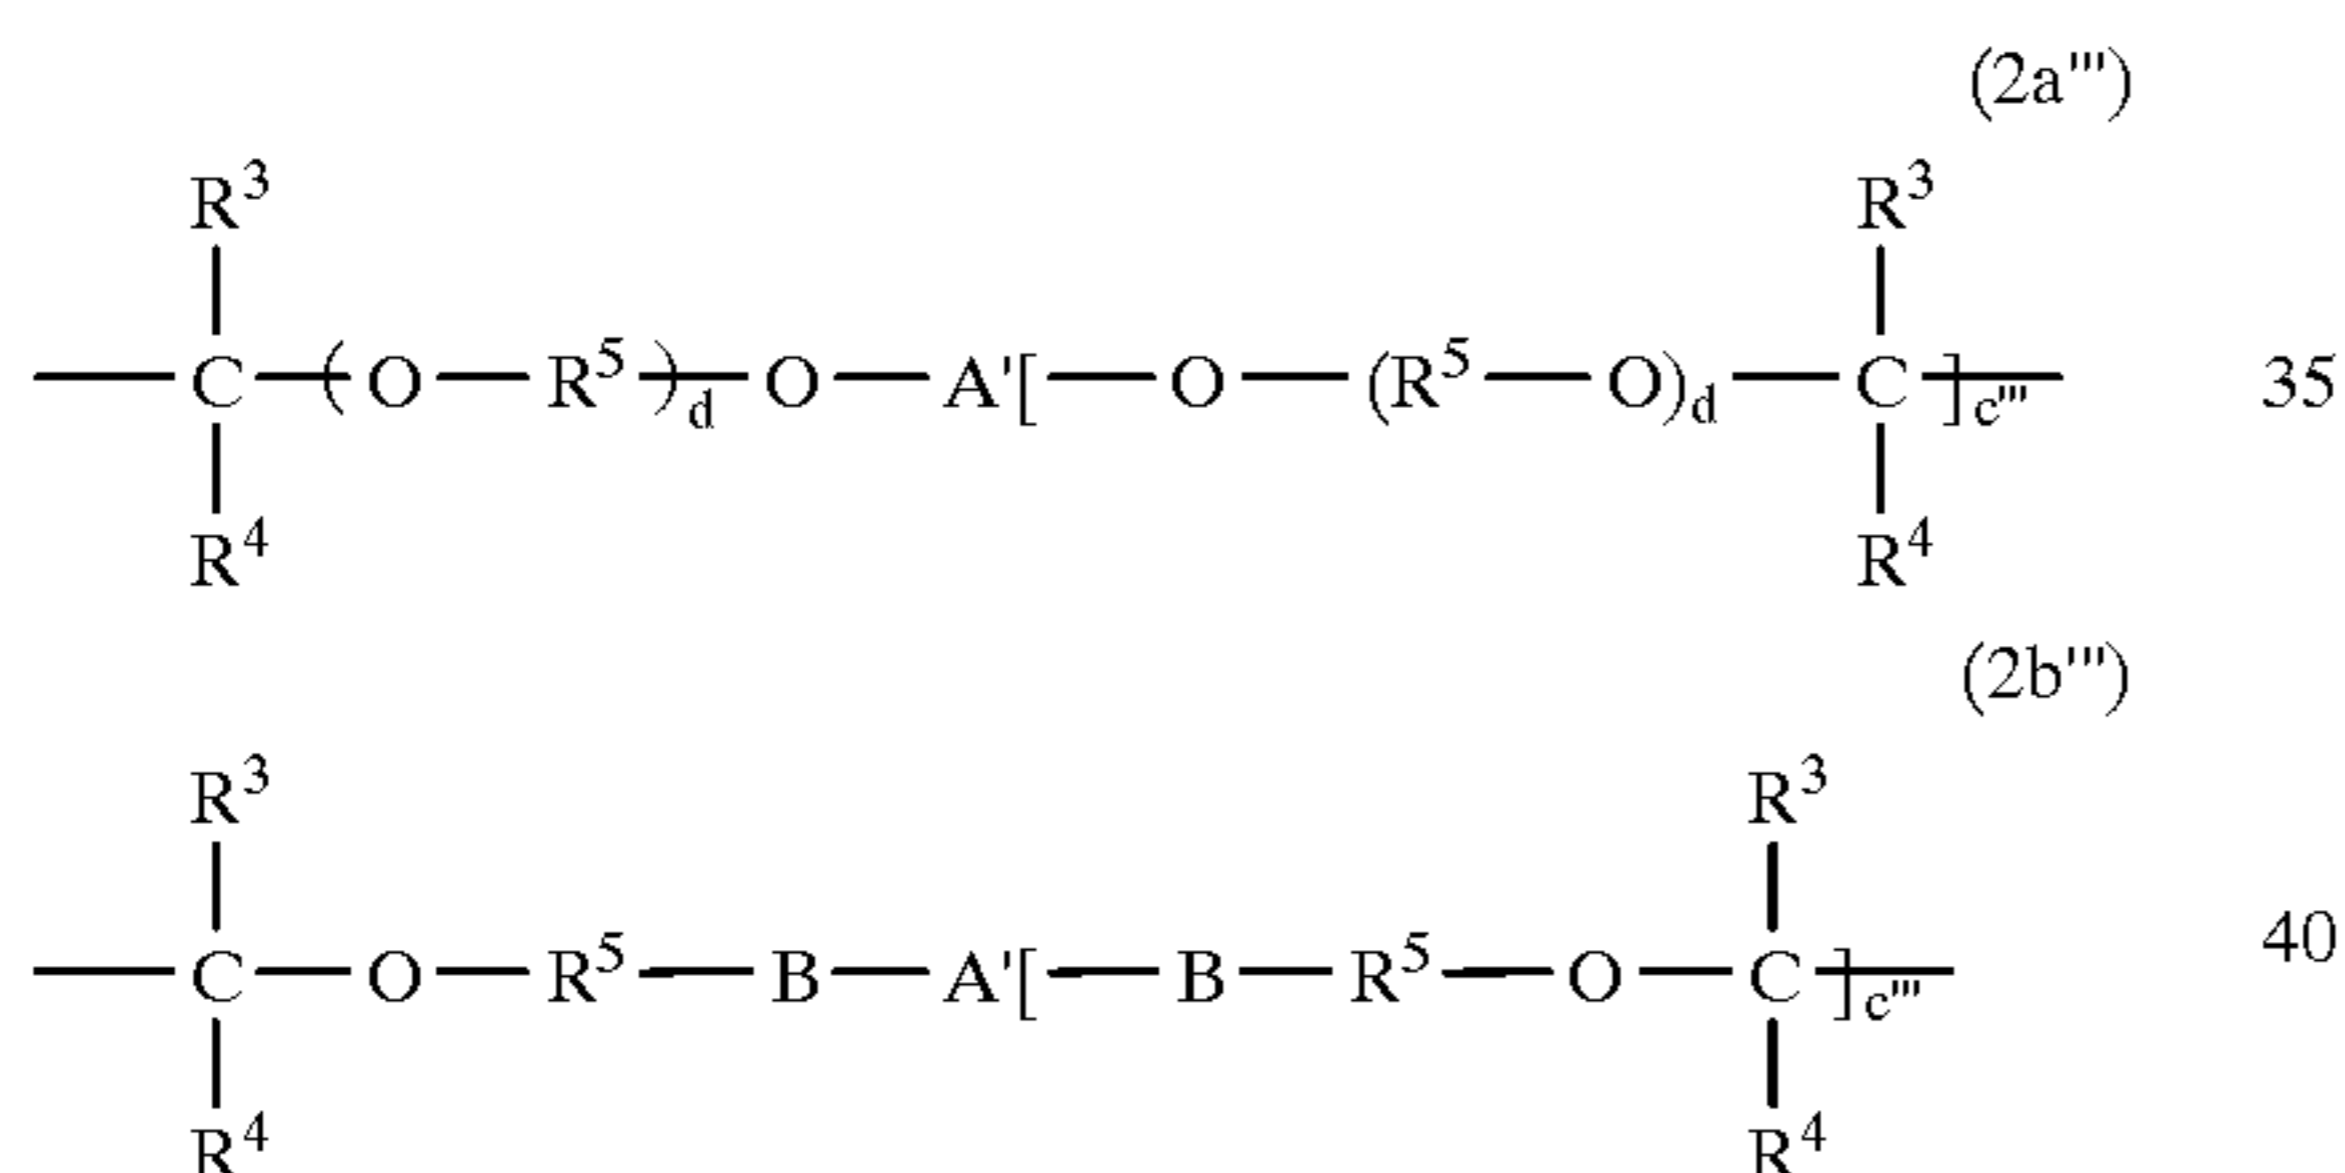 (2a''')
R³ R³
—C—(O—R⁵)d—O—A'[—O—(R⁵—O)d—C]c'''— 35
R⁴ R⁴
(2b''')
R³ R³
—C—O—R⁵—B—A'[—B—R⁵—O—C]c'''— 40
R⁴ R⁴